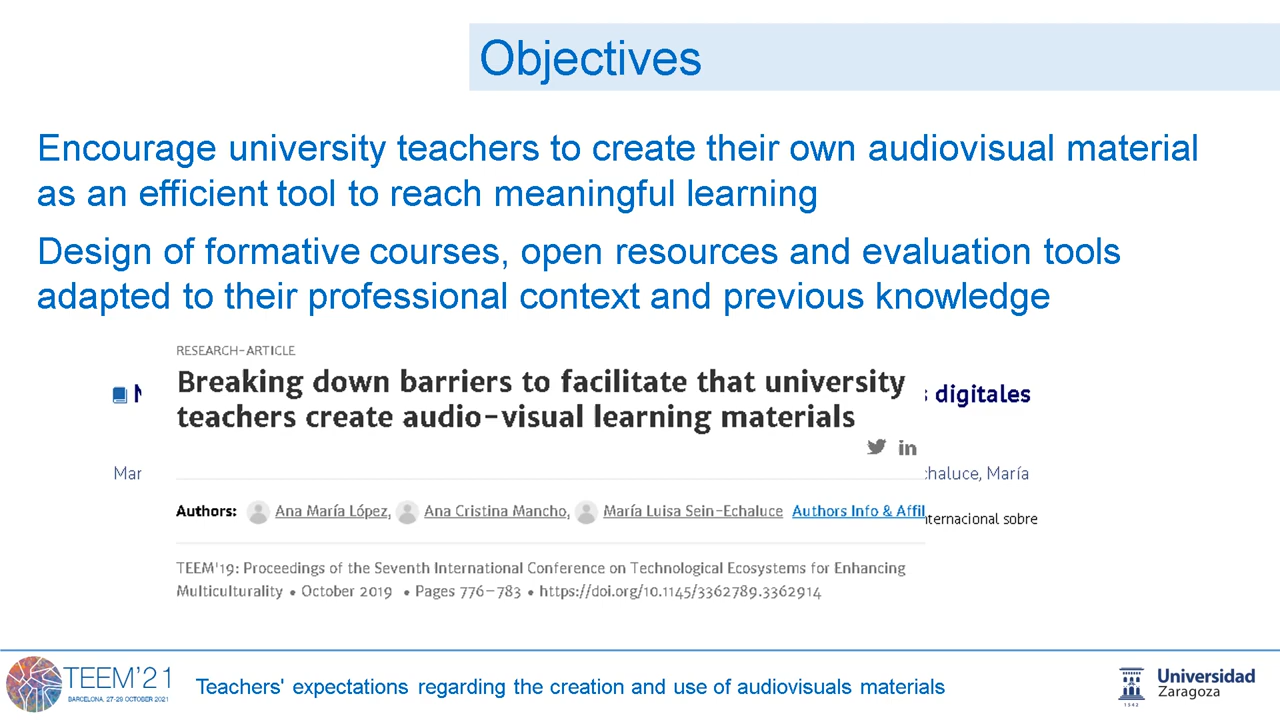 Objectives
Encourage university teachers to create their own audiovisual material
as an efficient tool to reach meaningful learning
Design of formative courses, open resources and evaluation tools
adapted to their professional context and previous knowledge
RESEARCH-ARTICLE
Breaking down barriers to facilitate that university
teachers create audio-visual learning materials
digitales
in
Mar
chaluce, María
Authors: Ana María López, Ana Cristina Mancho, María Luisa Sein-Echaluce Authors Info & Affil
nternacional sobre
TEEM'19: Proceedings of the Seventh International Conference on Technological Ecosystems for Enhancing
Multiculturality • October 2019 • Pages 776–783 • https://doi.org/10.1145/3362789.3362914
TEEM'21
BARCELONA, 27-29 OCTOBER 2021
Teachers' expectations regarding the creation and use of audiovisuals materials
Universidad
Zaragoza
1542